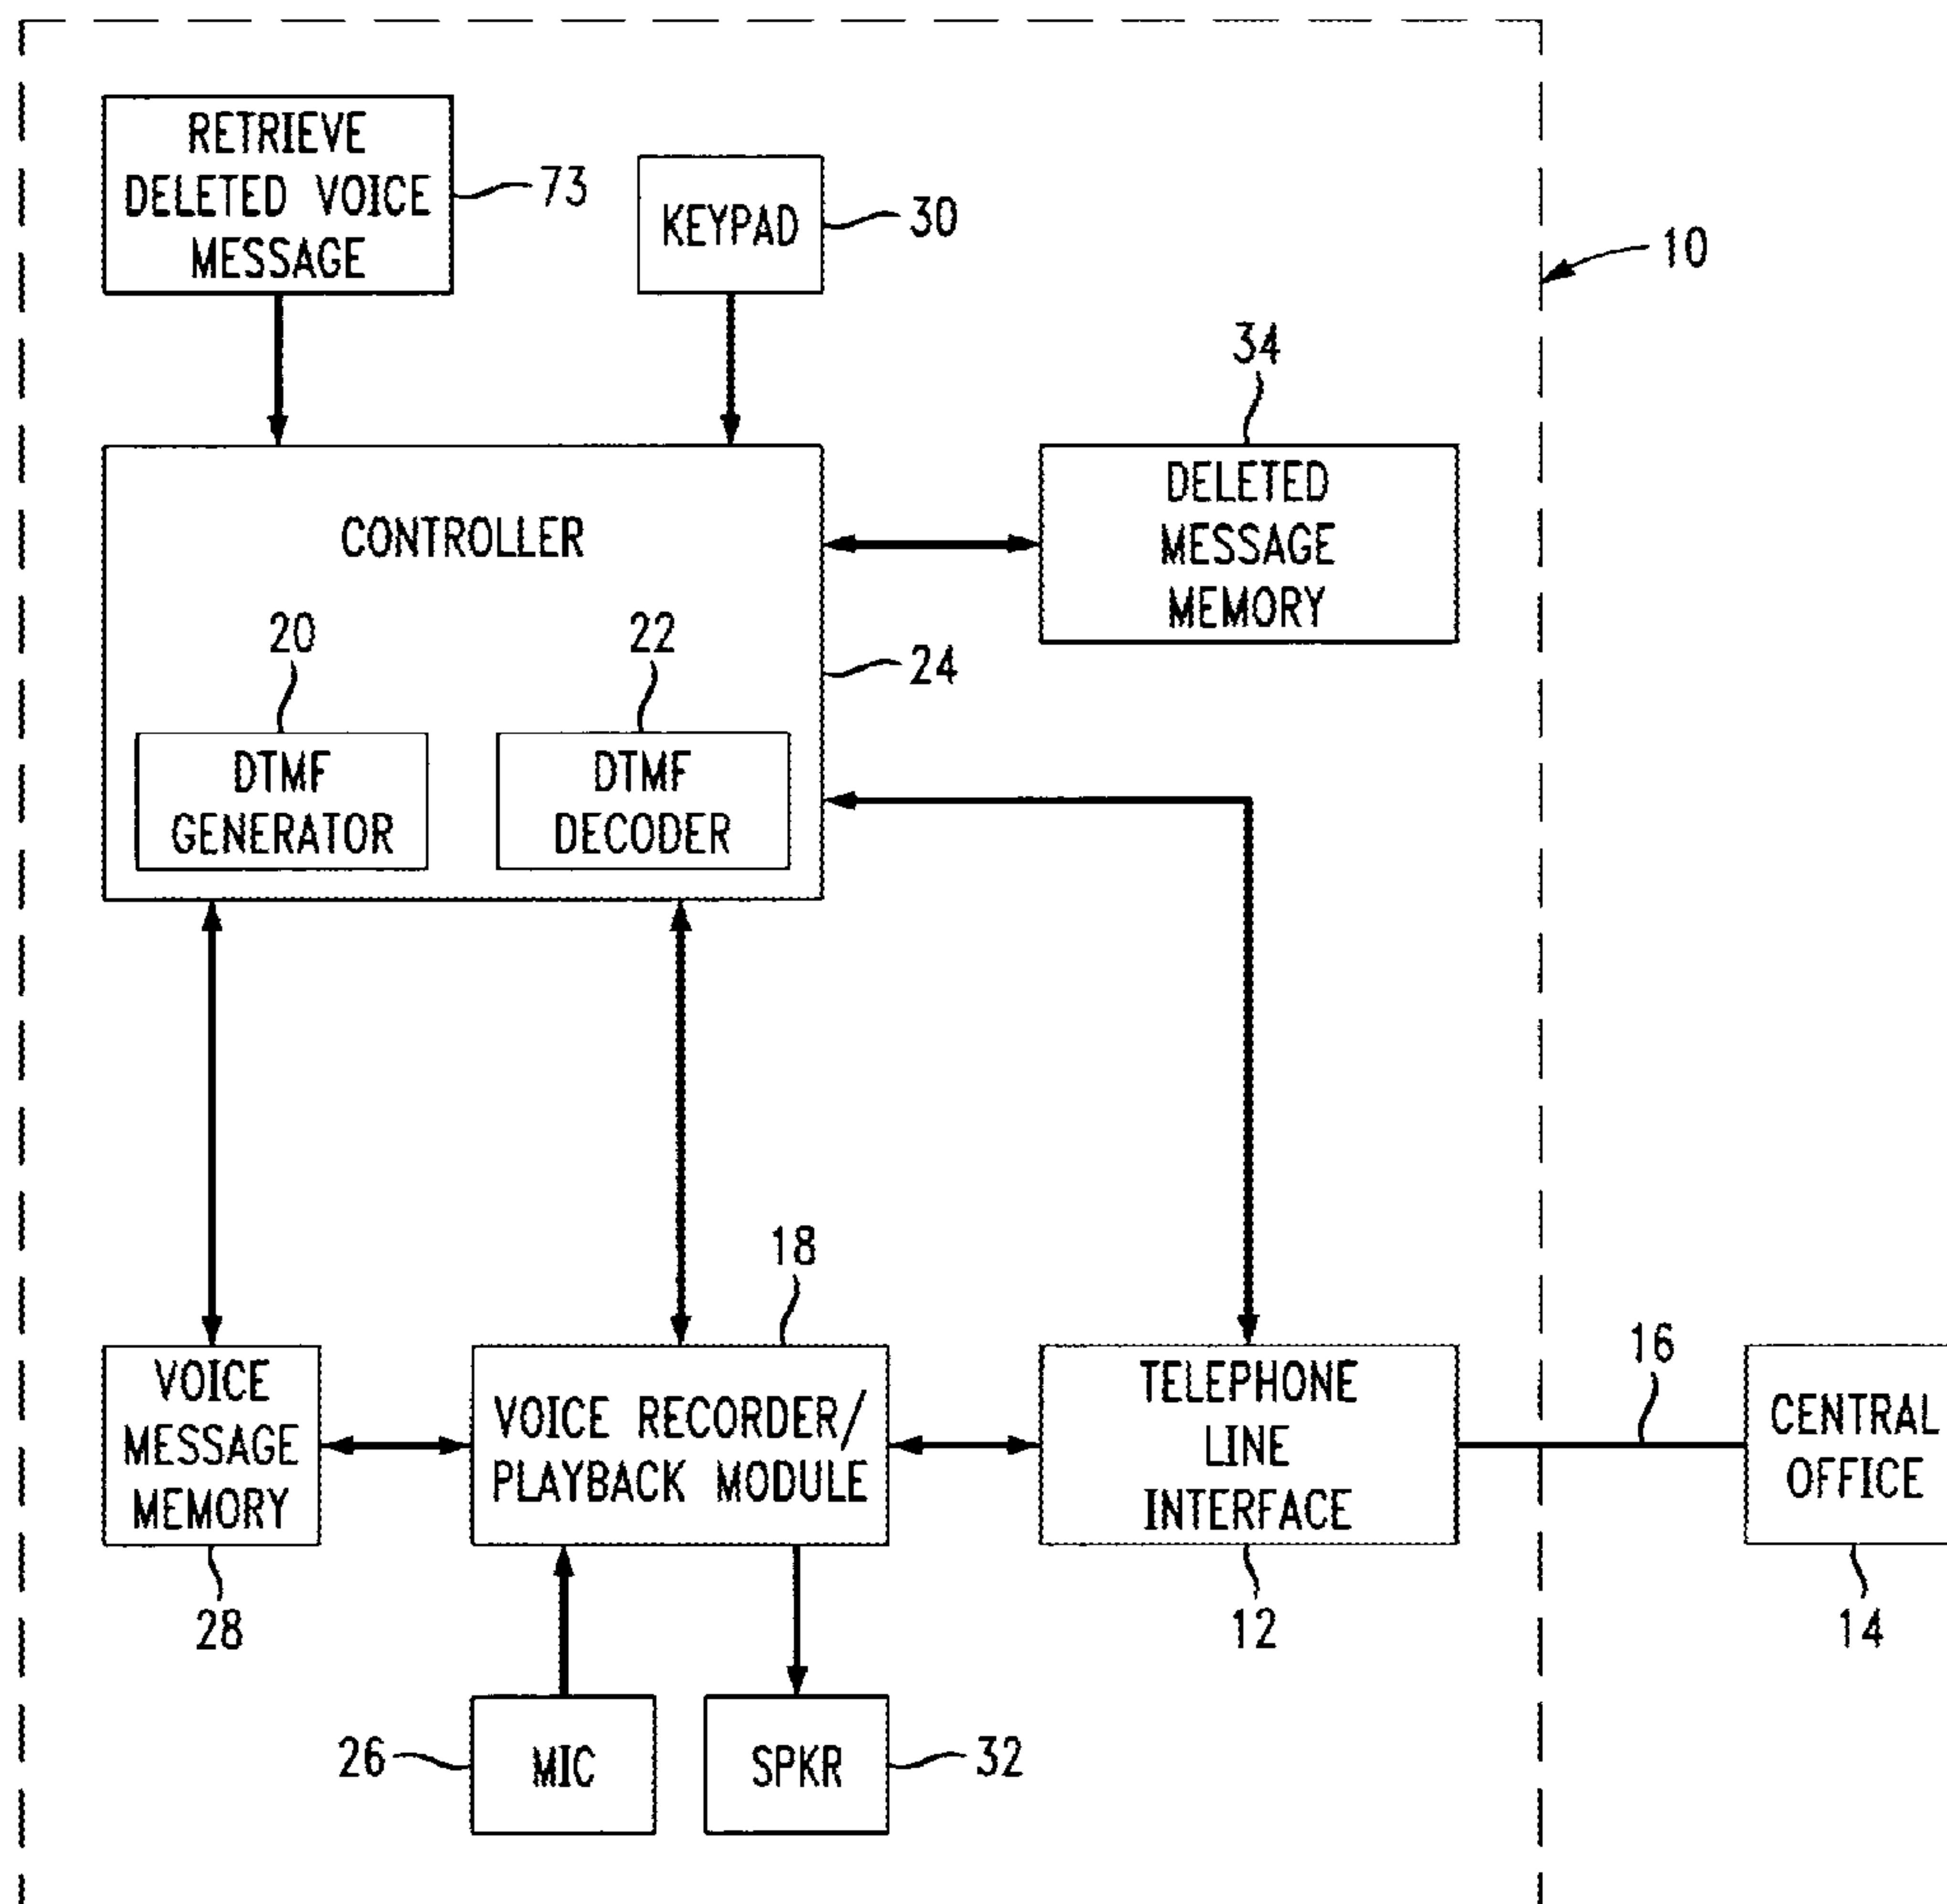 RETRIEVE
DELETED VOICE
MESSAGE
73
KEYPAD
30
10
34
DELETED
MESSAGE
MEMORY
CONTROLLER
24
20
22
DTMF
GENERATOR
DTMF
DECODER
18
VOICE
MESSAGE
MEMORY
28
VOICE RECORDER/
PLAYBACK MODULE
TELEPHONE
LINE
INTERFACE
12
16
CENTRAL
OFFICE
14
26
MIC
SPKR
32